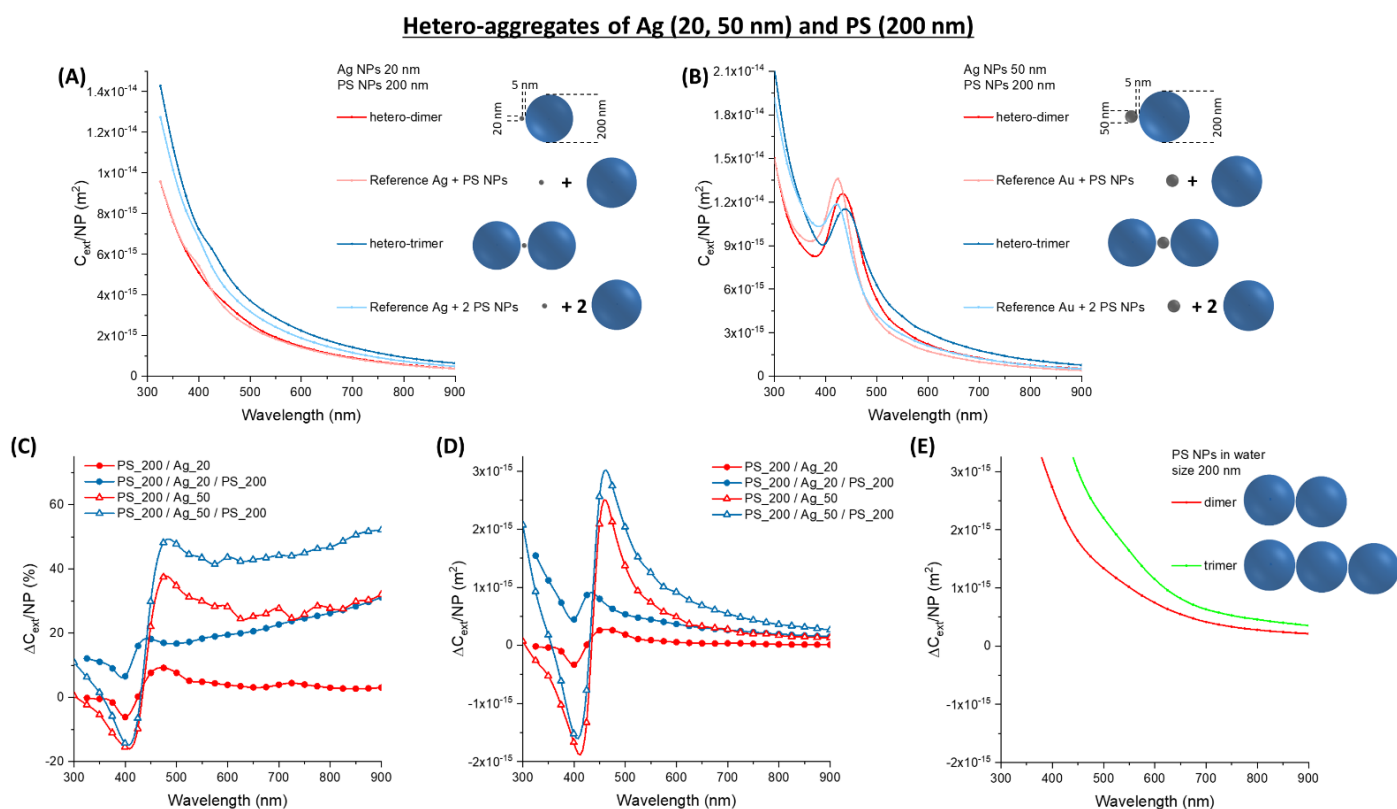 Hetero-aggregates of Ag (20, 50 nm) and PS (200 nm)
(A)
Ag NPs 20 nm
PS NPs 200 nm
hetero-dimer
Reference Ag + PS NPs
hetero-trimer
Reference Ag + 2 PS NPs
5 nm
20 nm
200 nm
+
+ 2
1.4x10⁻¹⁴
1.2x10⁻¹⁴
1x10⁻¹⁴
8x10⁻¹⁵
6x10⁻¹⁵
4x10⁻¹⁵
2x10⁻¹⁵
0
C_ext/NP (m²)
300 400 500 600 700 800 900
Wavelength (nm)
(B)
Ag NPs 50 nm
PS NPs 200 nm
hetero-dimer
Reference Au + PS NPs
hetero-trimer
Reference Au + 2 PS NPs
5 nm
50 nm
200 nm
+
+ 2
2.1x10⁻¹⁴
1.8x10⁻¹⁴
1.5x10⁻¹⁴
1.2x10⁻¹⁴
9x10⁻¹⁵
6x10⁻¹⁵
3x10⁻¹⁵
0
C_ext/NP (m²)
300 400 500 600 700 800 900
Wavelength (nm)
(C)
PS_200 / Ag_20
PS_200 / Ag_20 / PS_200
PS_200 / Ag_50
PS_200 / Ag_50 / PS_200
60
40
20
0
-20
ΔC_ext/NP (%)
300 400 500 600 700 800 900
Wavelength (nm)
(D)
PS_200 / Ag_20
PS_200 / Ag_20 / PS_200
PS_200 / Ag_50
PS_200 / Ag_50 / PS_200
3x10⁻¹⁵
2x10⁻¹⁵
1x10⁻¹⁵
0
-1x10⁻¹⁵
-2x10⁻¹⁵
ΔC_ext/NP (m²)
300 400 500 600 700 800 900
Wavelength (nm)
(E)
PS NPs in water
size 200 nm
dimer
trimer
3x10⁻¹⁵
2x10⁻¹⁵
1x10⁻¹⁵
0
-1x10⁻¹⁵
-2x10⁻¹⁵
ΔC_ext/NP (m²)
300 400 500 600 700 800 900
Wavelength (nm)